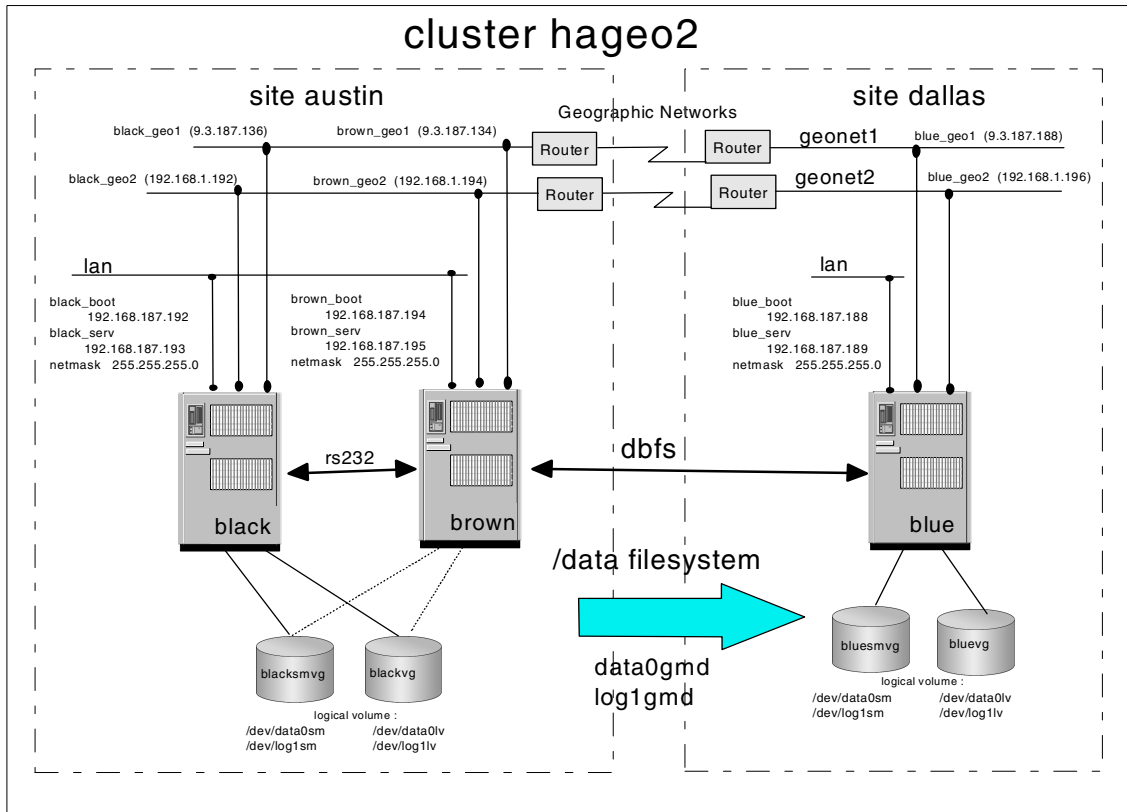 cluster hageo2
site austin
site dallas
Geographic Networks
black_geo1 (9.3.187.136)
brown_geo1 (9.3.187.134)
Router
Router
geonet1
blue_geo1 (9.3.187.188)
black_geo2 (192.168.1.192)
brown_geo2 (192.168.1.194)
Router
Router
geonet2
blue_geo2 (192.168.1.196)
lan
black_boot
192.168.187.192
black_serv
192.168.187.193
netmask 255.255.255.0
brown_boot
192.168.187.194
brown_serv
192.168.187.195
netmask 255.255.255.0
lan
blue_boot
192.168.187.188
blue_serv
192.168.187.189
netmask 255.255.255.0
rs232
dbfs
black
brown
blue
/data filesystem
data0gmd
log1gmd
blacksmvg
blackvg
logical volume :
/dev/data0sm
/dev/log1sm
/dev/data0lv
/dev/log1lv
bluesmvg
bluevg
logical volume :
/dev/data0sm
/dev/log1sm
/dev/data0lv
/dev/log1lv